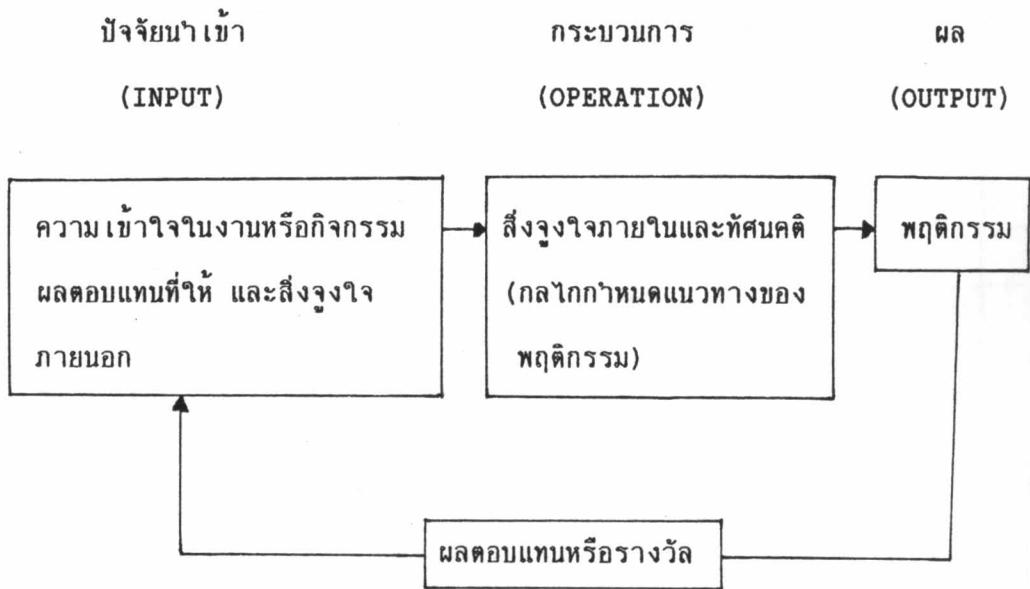 ปัจจัยนำเข้า
กระบวนการ
ผล
(INPUT)
(OPERATION)
(OUTPUT)
ความเข้าใจในงานหรือกิจกรรม
ผลตอบแทนที่ให้ และสิ่งจูงใจ
ภายนอก
สิ่งจูงใจภายในและทัศนคติ
(กลไกกำหนดแนวทางของ
พฤติกรรม)
พฤติกรรม
ผลตอบแทนหรือรางวัล